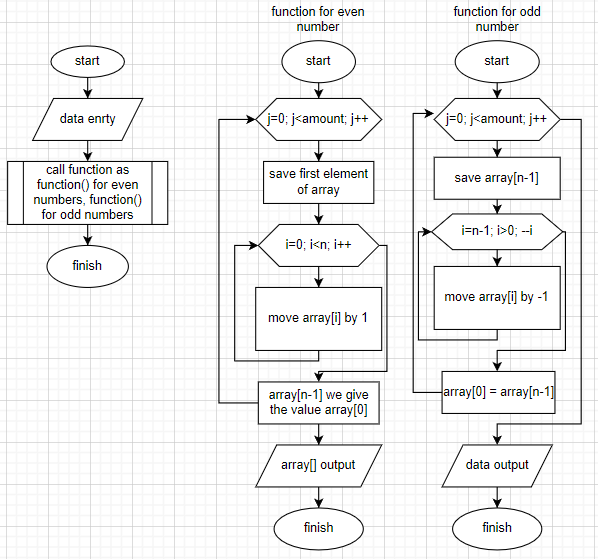 start
data enrty
call function as
function() for even
numbers, function()
for odd numbers
finish
function for even
number
start
j=0; j<amount; j++
save first element
of array
i=0; i<n; i++
move array[i] by 1
array[n-1] we give
the value array[0]
array[] output
finish
function for odd
number
start
j=0; j<amount; j++
save array[n-1]
i=n-1; i>0; --i
move array[i] by -1
array[0] = array[n-1]
data output
finish